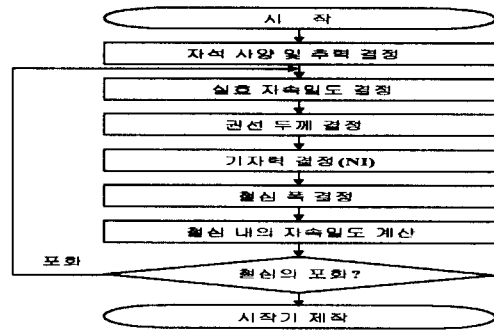 시 작
자석 사양 및 추력 결정
실효 자속밀도 결정
권선 두께 결정
기자력 결정(NI)
철심 폭 결정
철심 내의 자속밀도 계산
포화
철심의 포화?
시작기 제작